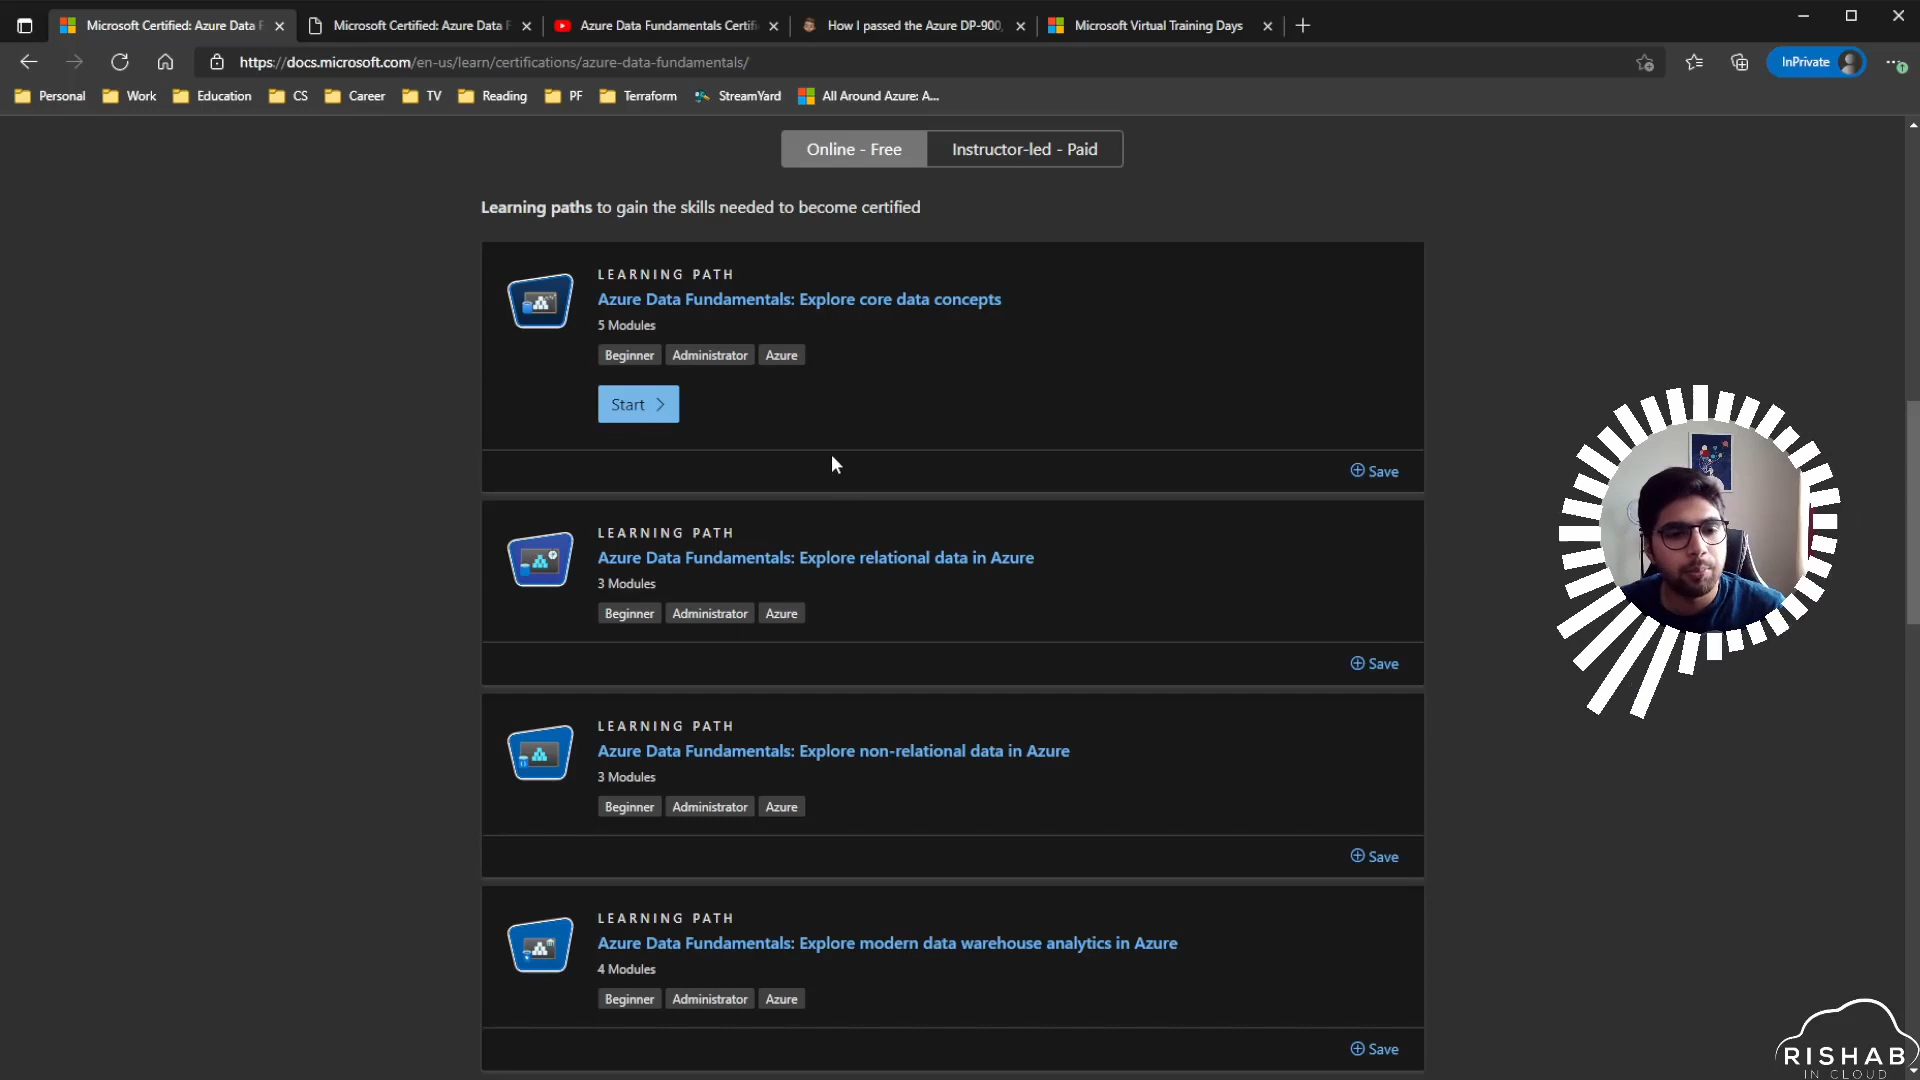 Microsoft Certified: Azure Data F
Microsoft Certified: Azure Data F
Azure Data Fundamentals Certifi
How I passed the Azure DP-900,
Microsoft Virtual Training Days
https://docs.microsoft.com/en-us/learn/certifications/azure-data-fundamentals/
InPrivate
Personal
Work
Education
CS
Career
TV
Reading
PF
Terraform
StreamYard
All Around Azure: A...
Online - Free
Instructor-led - Paid
Learning paths to gain the skills needed to become certified
LEARNING PATH
Azure Data Fundamentals: Explore core data concepts
5 Modules
Beginner Administrator Azure
Start
Save
LEARNING PATH
Azure Data Fundamentals: Explore relational data in Azure
3 Modules
Beginner Administrator Azure
Save
LEARNING PATH
Azure Data Fundamentals: Explore non-relational data in Azure
3 Modules
Beginner Administrator Azure
Save
LEARNING PATH
Azure Data Fundamentals: Explore modern data warehouse analytics in Azure
4 Modules
Beginner Administrator Azure
Save
RISHAB
IN CLOUD